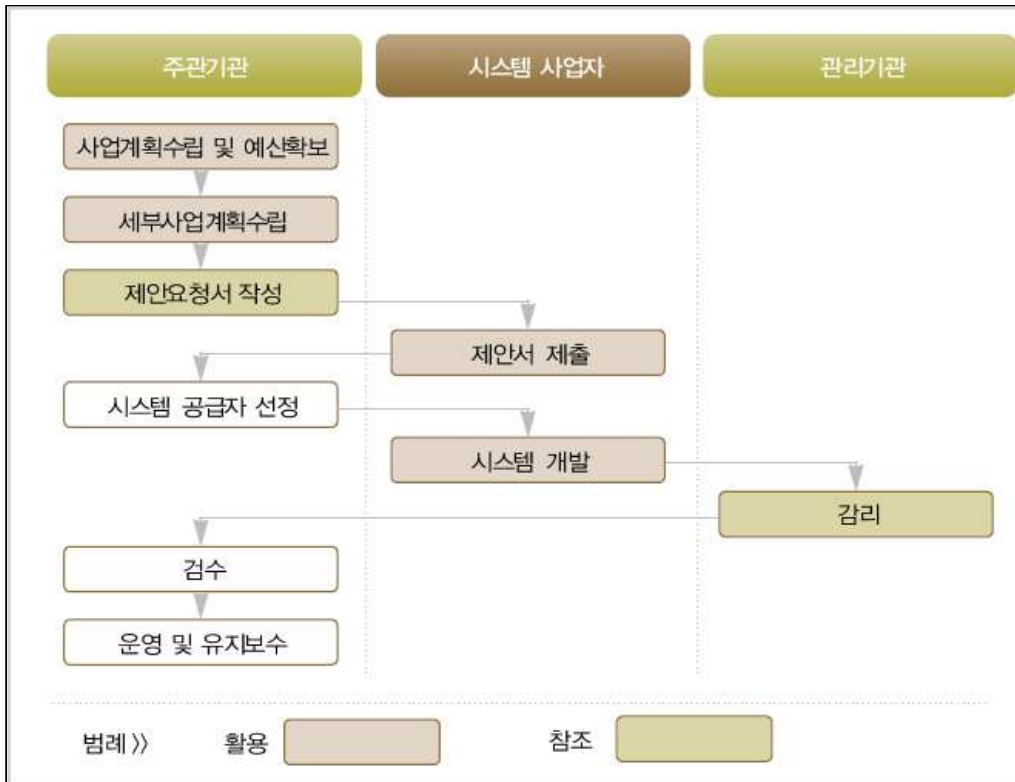 주관기관
시스템 사업자
관리기관
사업계획수립 및 예산확보
세부사업계획수립
제안요청서 작성
제안서 제출
시스템 공급자 선정
시스템 개발
감리
검수
운영 및 유지보수
범례 》 활용 참조